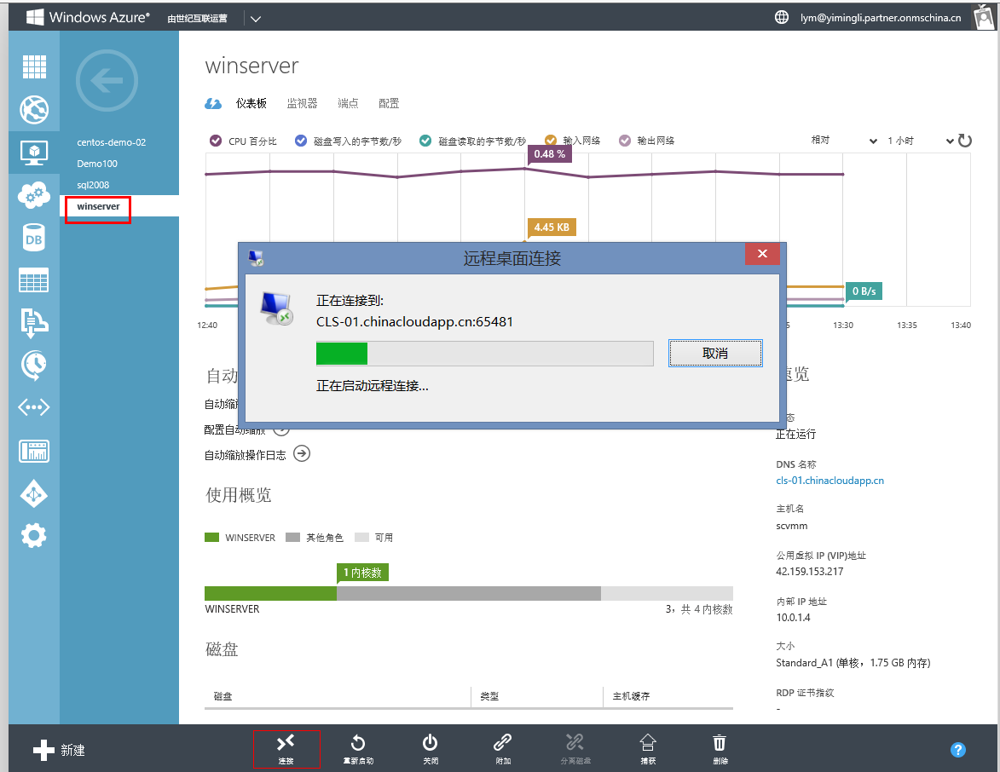 Windows Azure® 由世纪互联运营 lym@yimingli.partner.onmschina.cn
centos-demo-02
Demo100
sql2008
winserver
DB
winserver
仪表板 监视器 端点 配置
CPU 百分比 磁盘写入的字节数/秒 磁盘读取的字节数/秒 输入网络 输出网络 相对 1 小时
0.48 %
4.45 KB
0 B/s
12:40 13:30 13:35 13:40
远程桌面连接
正在连接到:
CLS-01.chinacloudapp.cn:65481
取消
正在启动远程连接...
自动
自动缩放
配置自动缩放
自动缩放操作日志
使用概览
WINSERVER 其他角色 可用
1 内核数
WINSERVER 3，共 4 内核数
磁盘
磁盘 类型 主机缓存
速览
态
正在运行
DNS 名称
cls-01.chinacloudapp.cn
主机名
scvmm
公用虚拟 IP (VIP)地址
42.159.153.217
内部 IP 地址
10.0.1.4
大小
Standard_A1 (单核，1.75 GB 内存)
RDP 证书指纹
-
新建 连接 重新启动 关闭 附加 分离磁盘 捕获 删除 ?